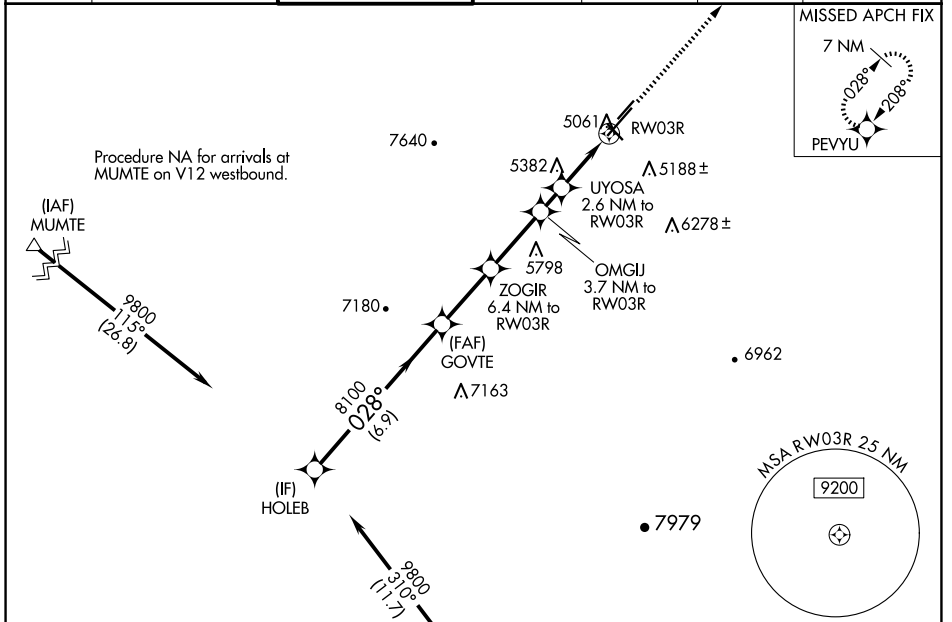 MISSED APCH FIX
7 NM
028°
208°
PEVYU
5061
RW03R
7640
Procedure NA for arrivals at
MUMTE on V12 westbound.
5382
5188±
UYOSA
2.6 NM to
RW03R
(IAF)
MUMTE
6278±
5798
OMGIJ
3.7 NM to
RW03R
ZOGIR
6.4 NM to
RW03R
9800
115°
(26.8)
7180
(FAF)
GOVTE
6962
7163
8100
028°
(6.9)
MSA RW03R 25 NM
9200
(IF)
HOLEB
7979
9800
310°
(11.7)